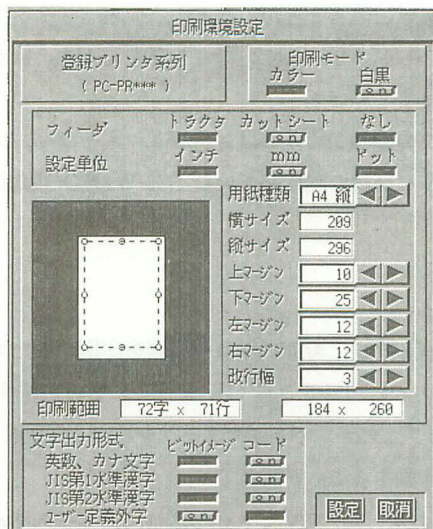 印刷環境設定
登録プリンタ系列
( PC-PR*** )
印刷モード
カラー 白黒
on
フィーダ トラクタ カットシート なし
on
設定単位 インチ mm ドット
on
用紙種類 A4 縦
横サイズ 209
縦サイズ 296
上マージン 10
下マージン 25
左マージン 12
右マージン 12
改行幅 3
印刷範囲 72字 × 71行 184 × 260
文字出力形式 ビットイメージ コード
英数、カナ文字 on
JIS第1水準漢字 on
JIS第2水準漢字 on
ユーザー定義外字 on
設定 取消